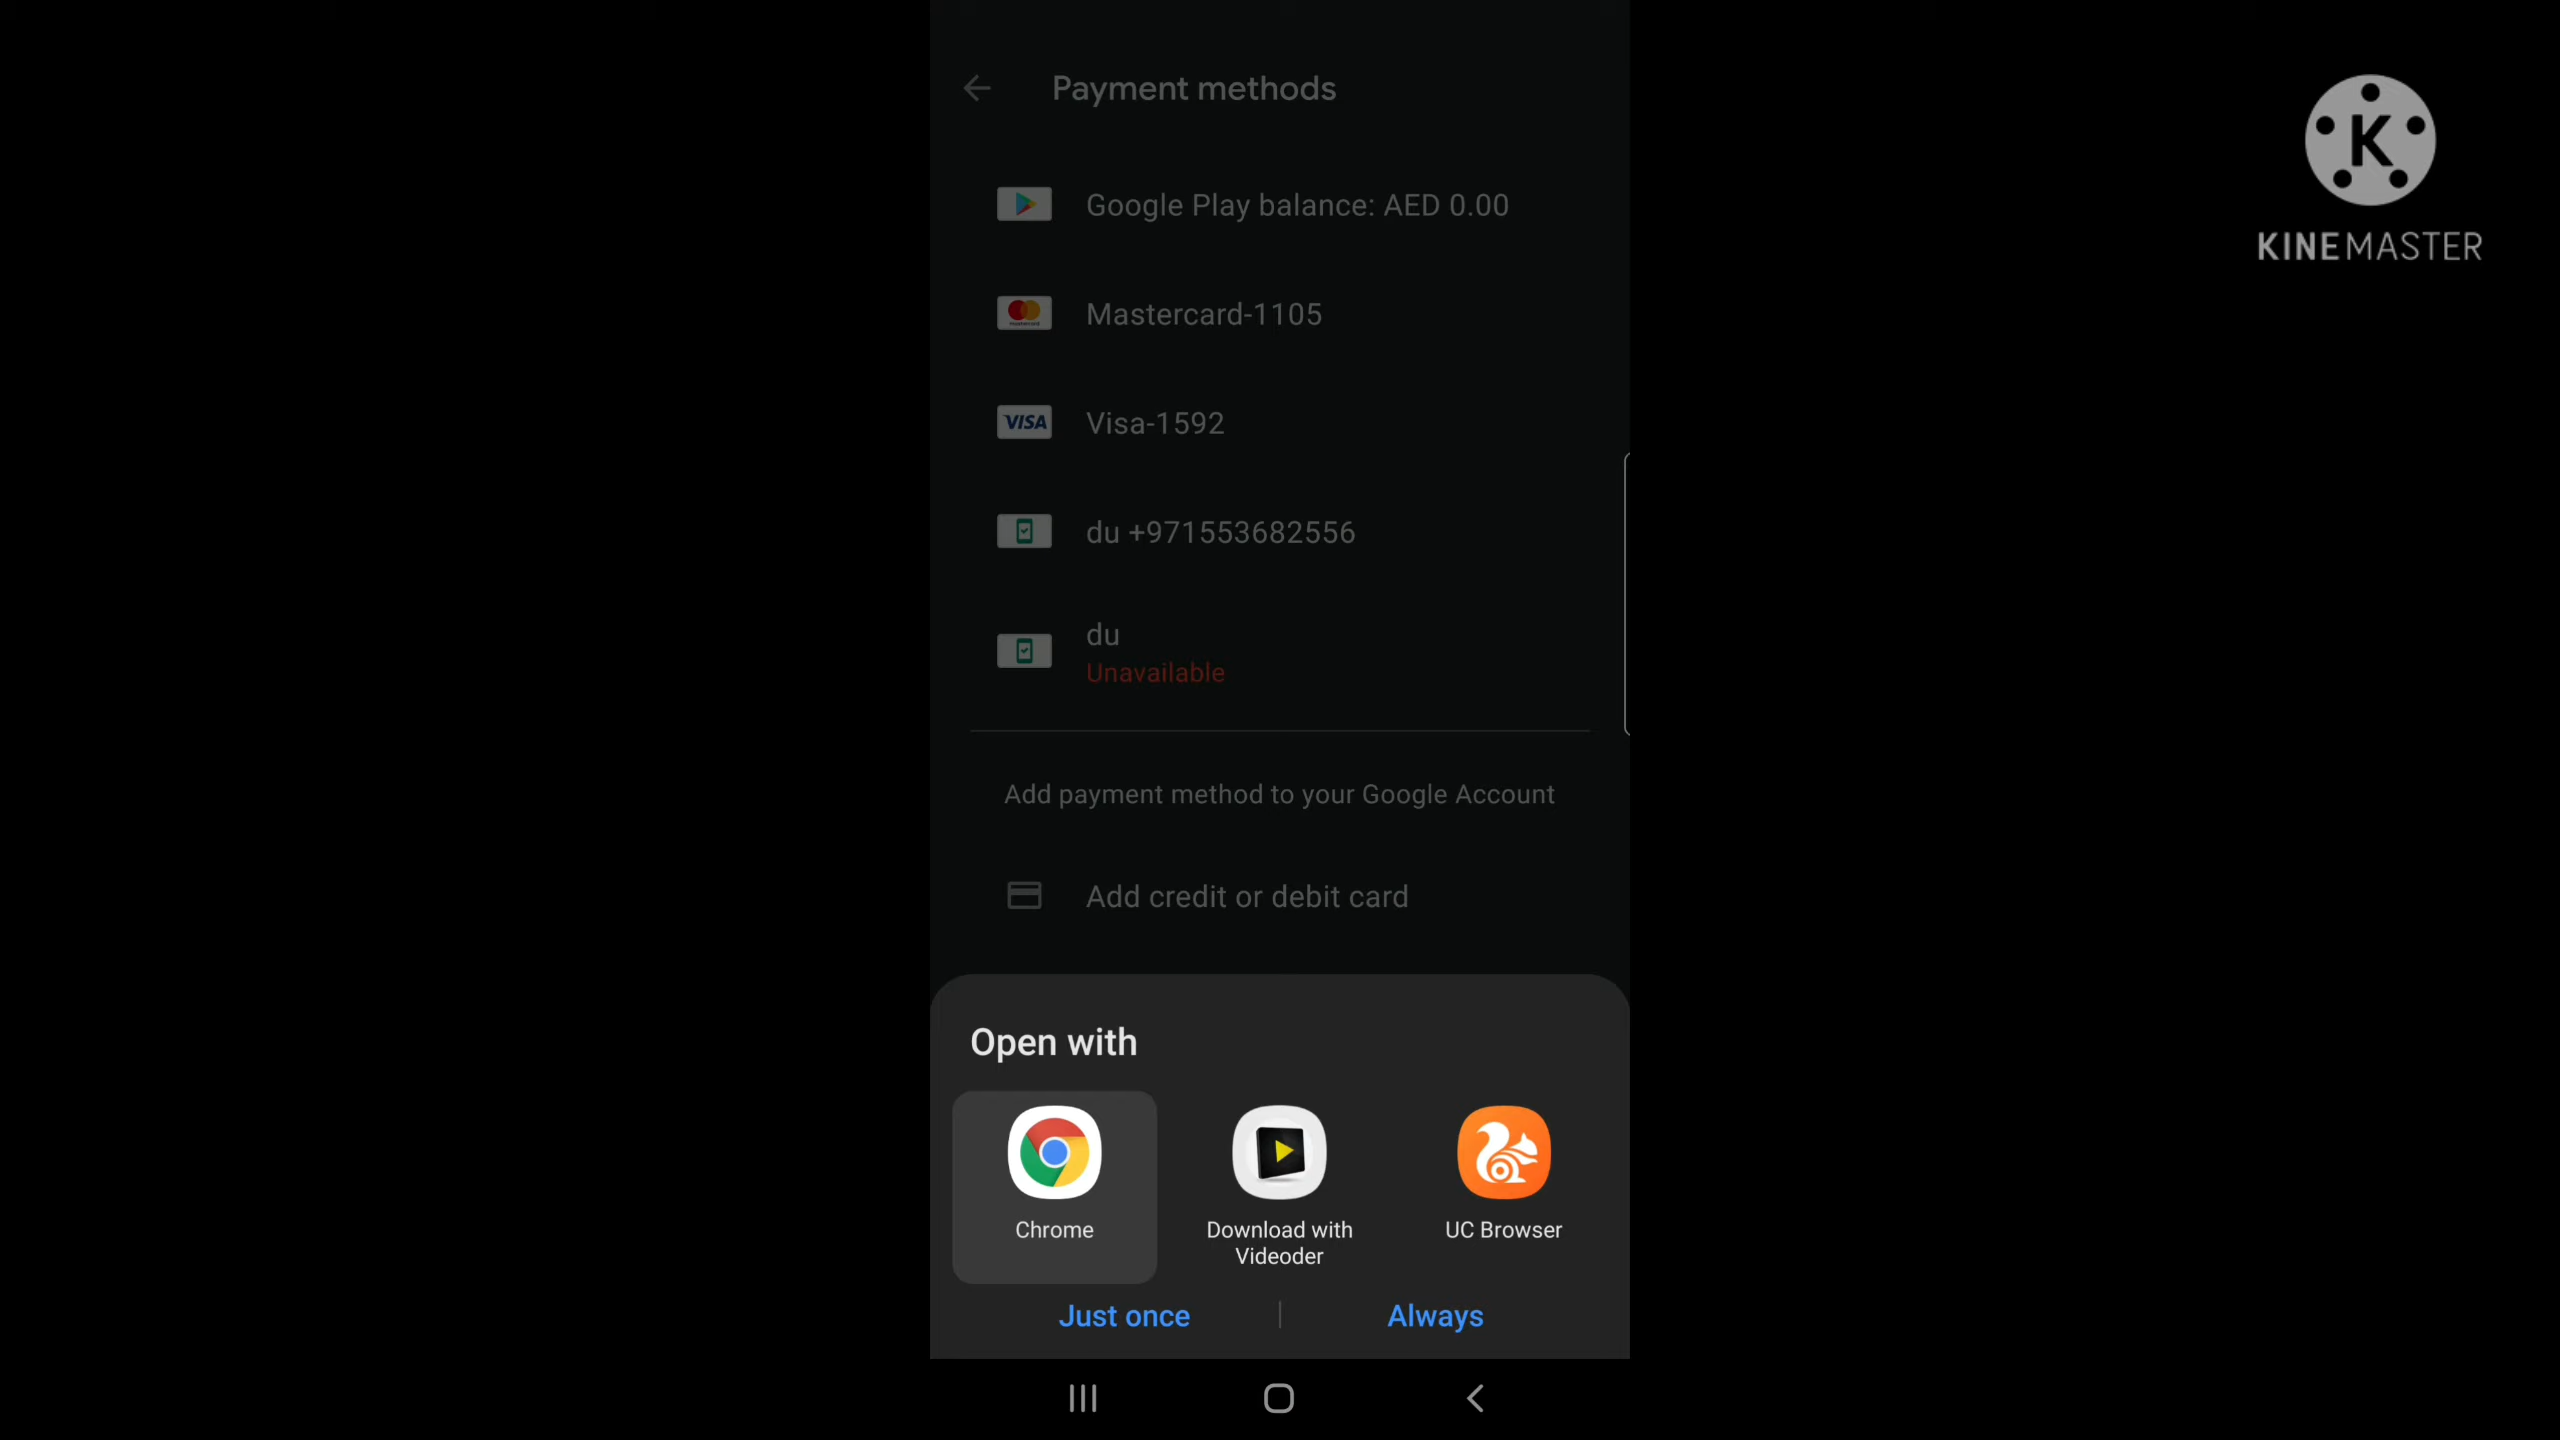 Payment methods
KINEMASTER
Google Play balance: AED 0.00
Mastercard-1105
VISA Visa-1592
du +971553682556
du
Unavailable
Add payment method to your Google Account
Add credit or debit card
Open with
Chrome
Download with
Videoder
UC Browser
Just once
Always